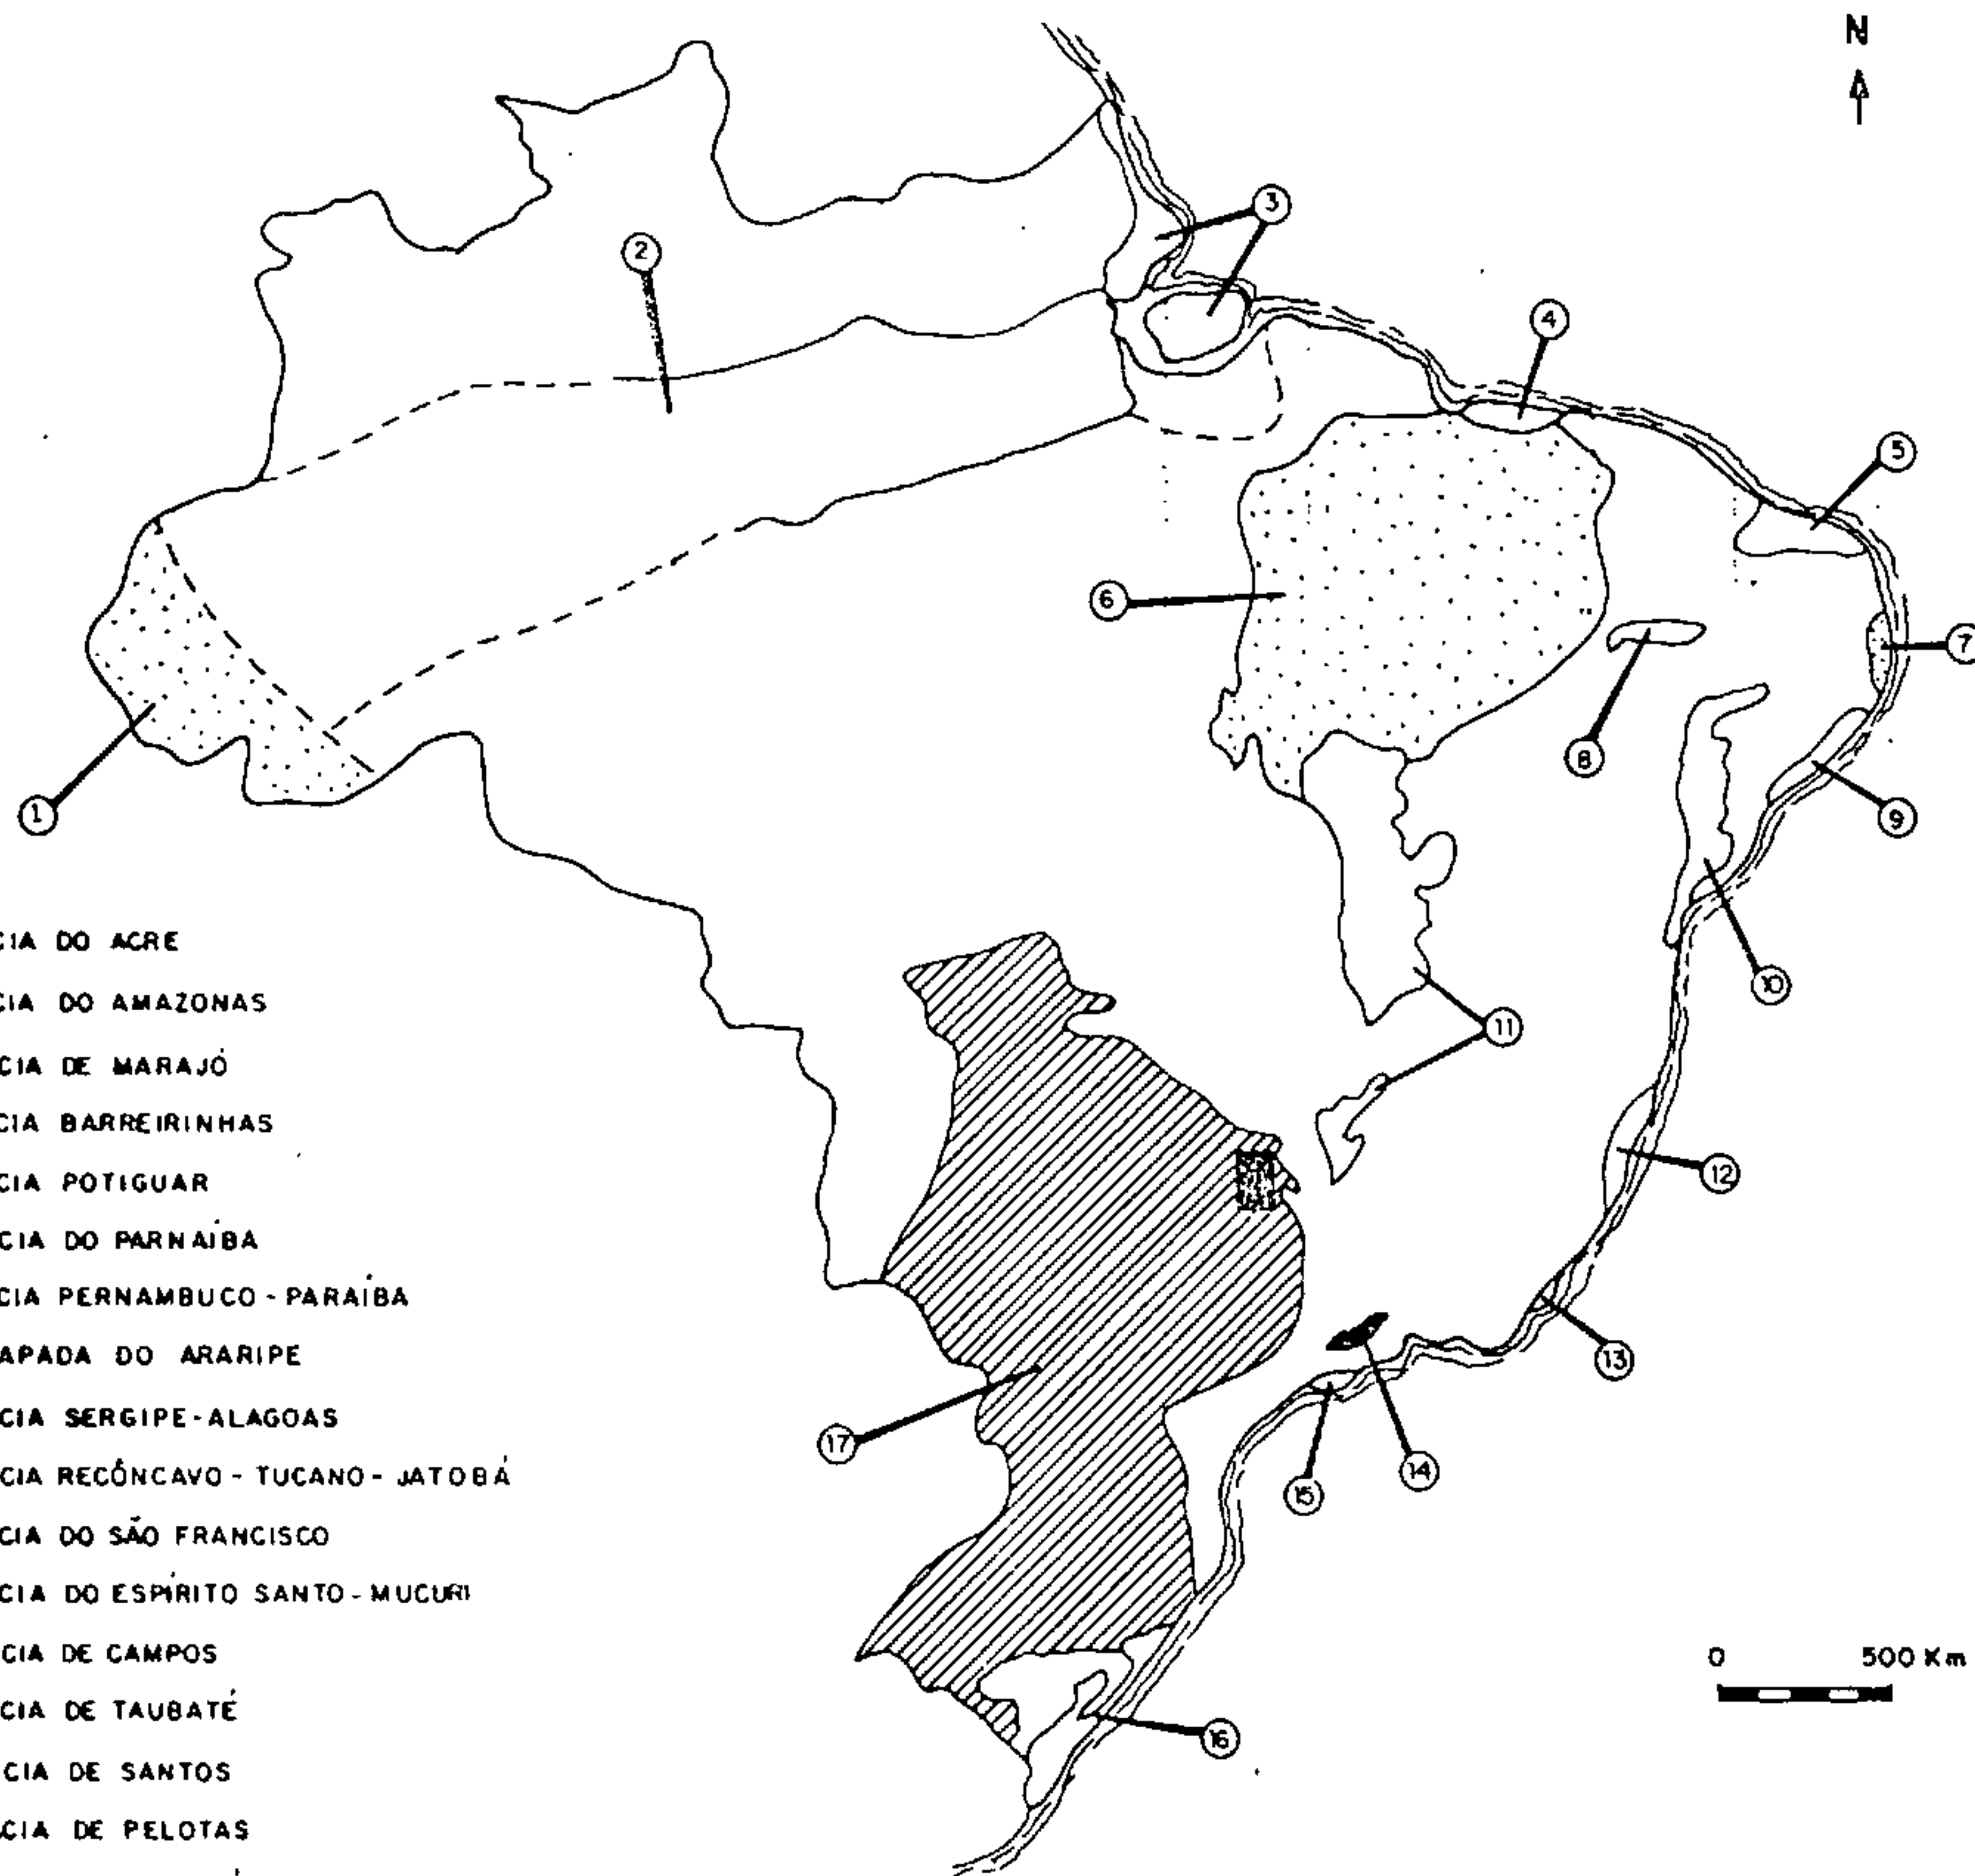 N
3
2
4
5
6
7
8
1
9
10
11
12
13
14
15
17
16
CIA DO ACRE
CIA DO AMAZONAS
CIA DE MARAJÓ
CIA BARREIRINHAS
CIA POTIGUAR
CIA DO PARNAÍBA
CIA PERNAMBUCO - PARAÍBA
APADA DO ARARIPE
CIA SERGIPE-ALAGOAS
CIA RECÔNCAVO - TUCANO - JATOBÁ
CIA DO SÃO FRANCISCO
CIA DO ESPÍRITO SANTO - MUCURI
CIA DE CAMPOS
CIA DE TAUBATÉ
CIA DE SANTOS
CIA DE PELOTAS
0 500 Km